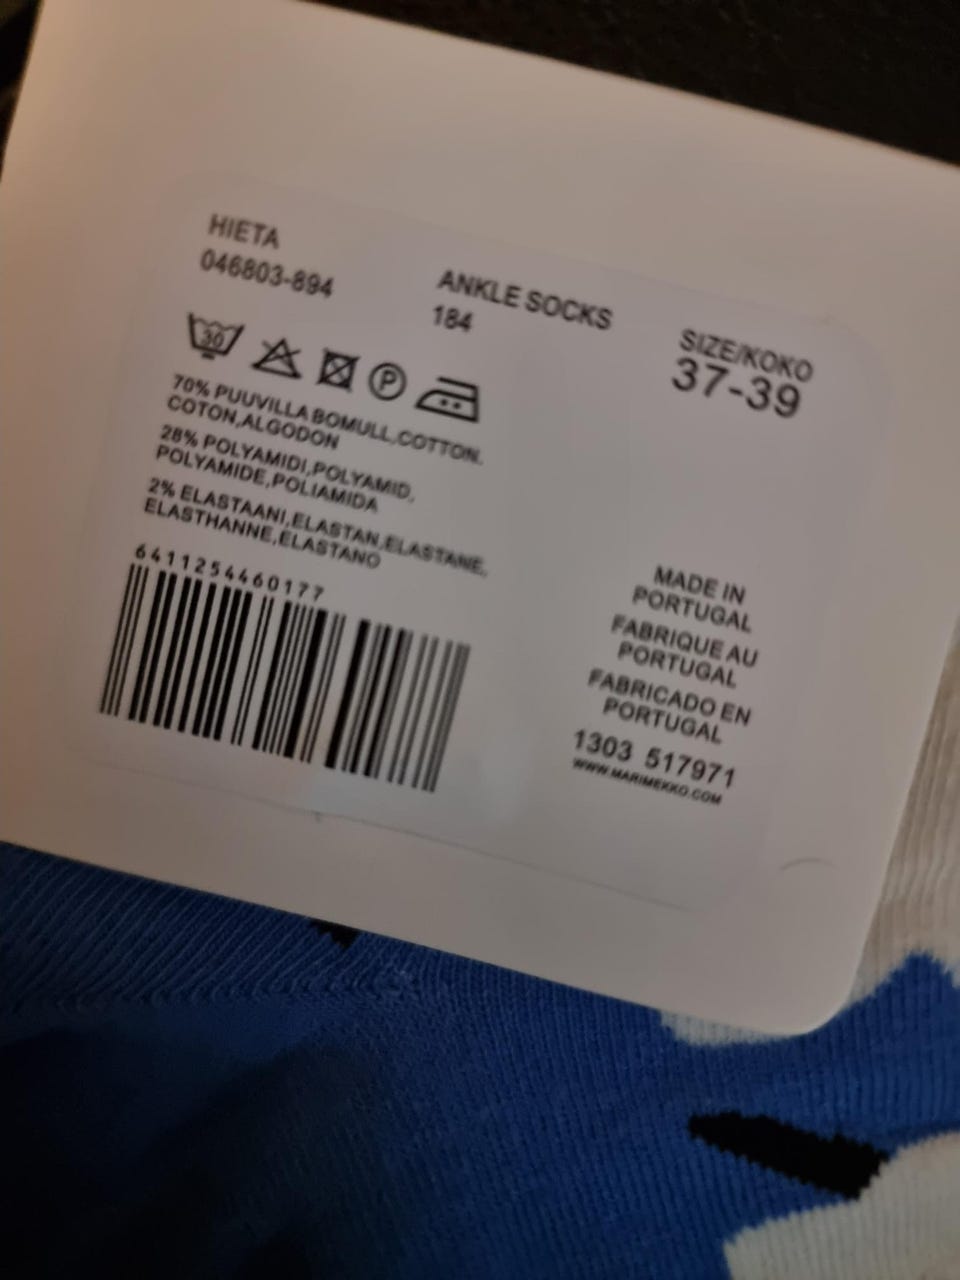 HIETA
046803-894
ANKLE SOCKS
184
SIZE/KOKO
37-39
30
P
70% PUUVILLA BOMULL,COTTON.
COTON,ALGODON
28% POLYAMIDI,POLYAMID,
POLYAMIDE,POLIAMIDA
2% ELASTAANI,ELASTAN,ELASTANE,
ELASTHANNE,ELASTANO
6411254460177
MADE IN
PORTUGAL
FABRIQUE AU
PORTUGAL
FABRICADO EN
PORTUGAL
1303 517971
WWW.MARIMEKKO.COM